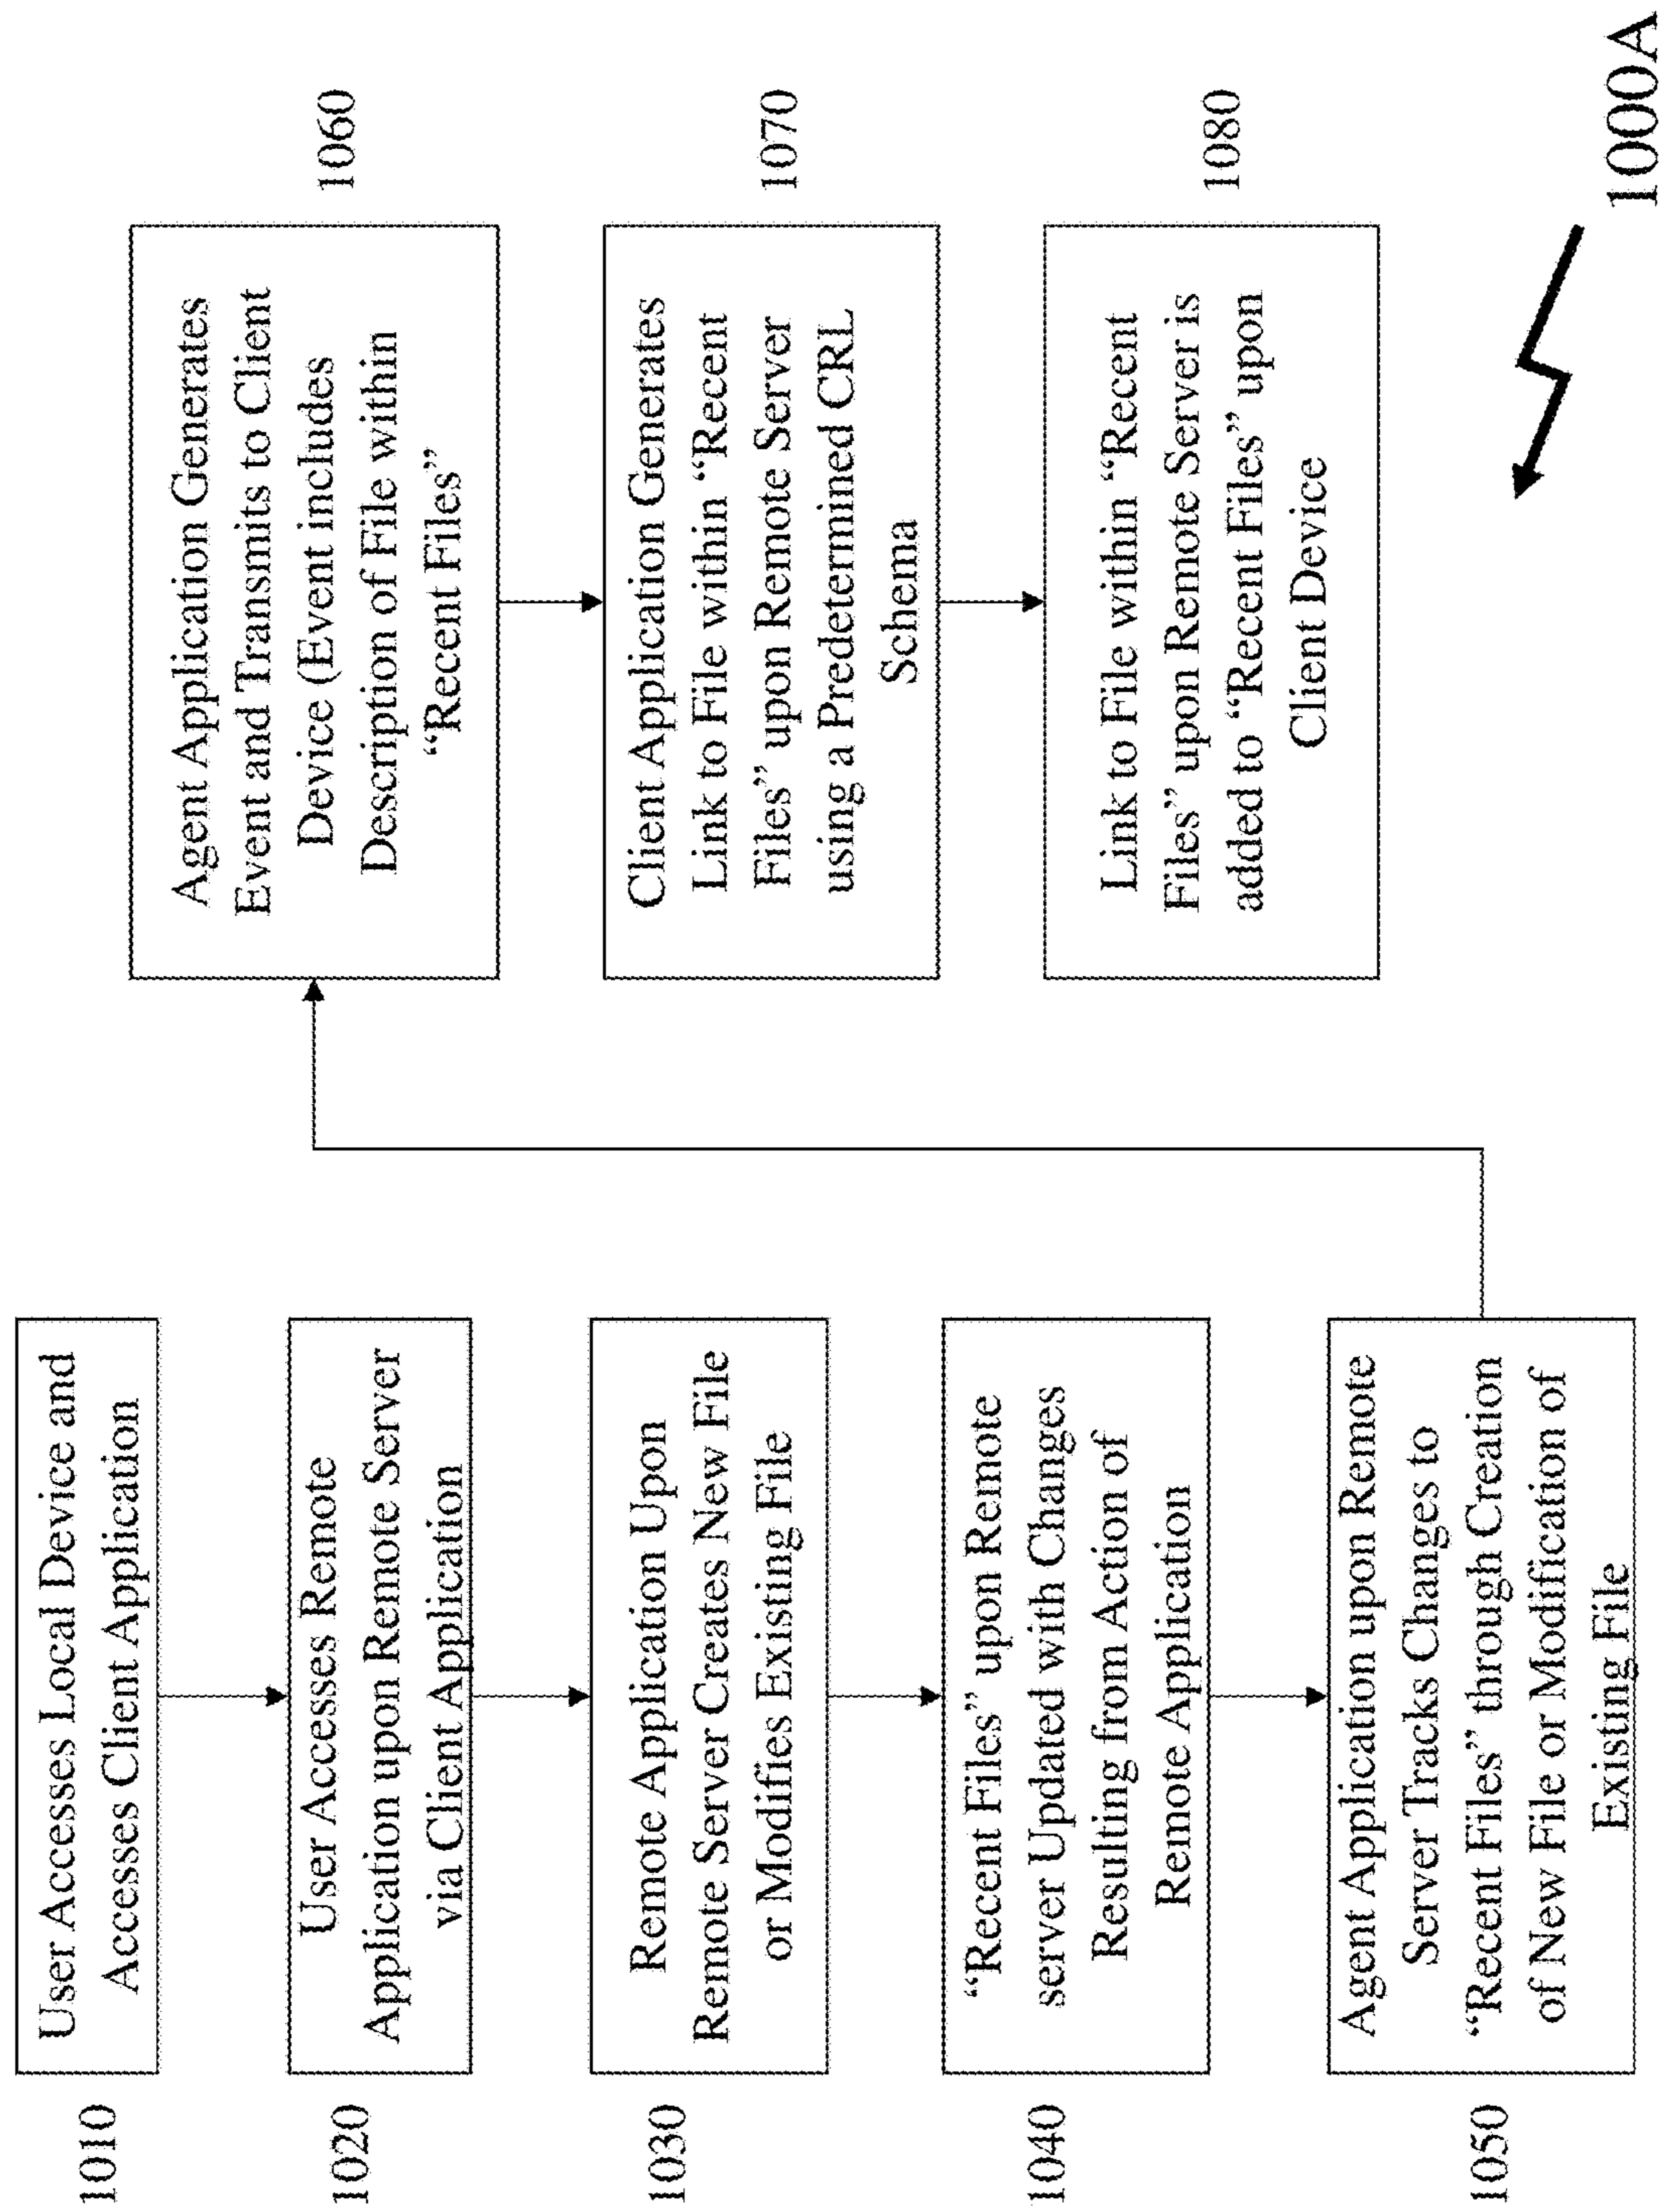 1010
User Accesses Local Device and
Accesses Client Application
1020
User Accesses Remote
Application upon Remote Server
via Client Application
1030
Remote Application Upon
Remote Server Creates New File
or Modifies Existing File
1040
“Recent Files” upon Remote
server Updated with Changes
Resulting from Action of
Remote Application
1050
Agent Application upon Remote
Server Tracks Changes to
“Recent Files” through Creation
of New File or Modification of
Existing File
Agent Application Generates
Event and Transmits to Client
Device (Event includes
Description of File within
“Recent Files”
1060
Client Application Generates
Link to File within “Recent
Files” upon Remote Server
using a Predetermined CRL
Schema
1070
Link to File within “Recent
Files” upon Remote Server is
added to “Recent Files” upon
Client Device
1080
1000A